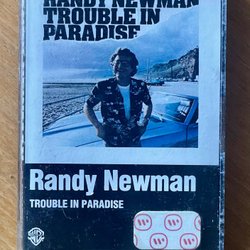 RANDY NEWMAN
TROUBLE IN
PARADISE
Randy Newman
TROUBLE IN PARADISE